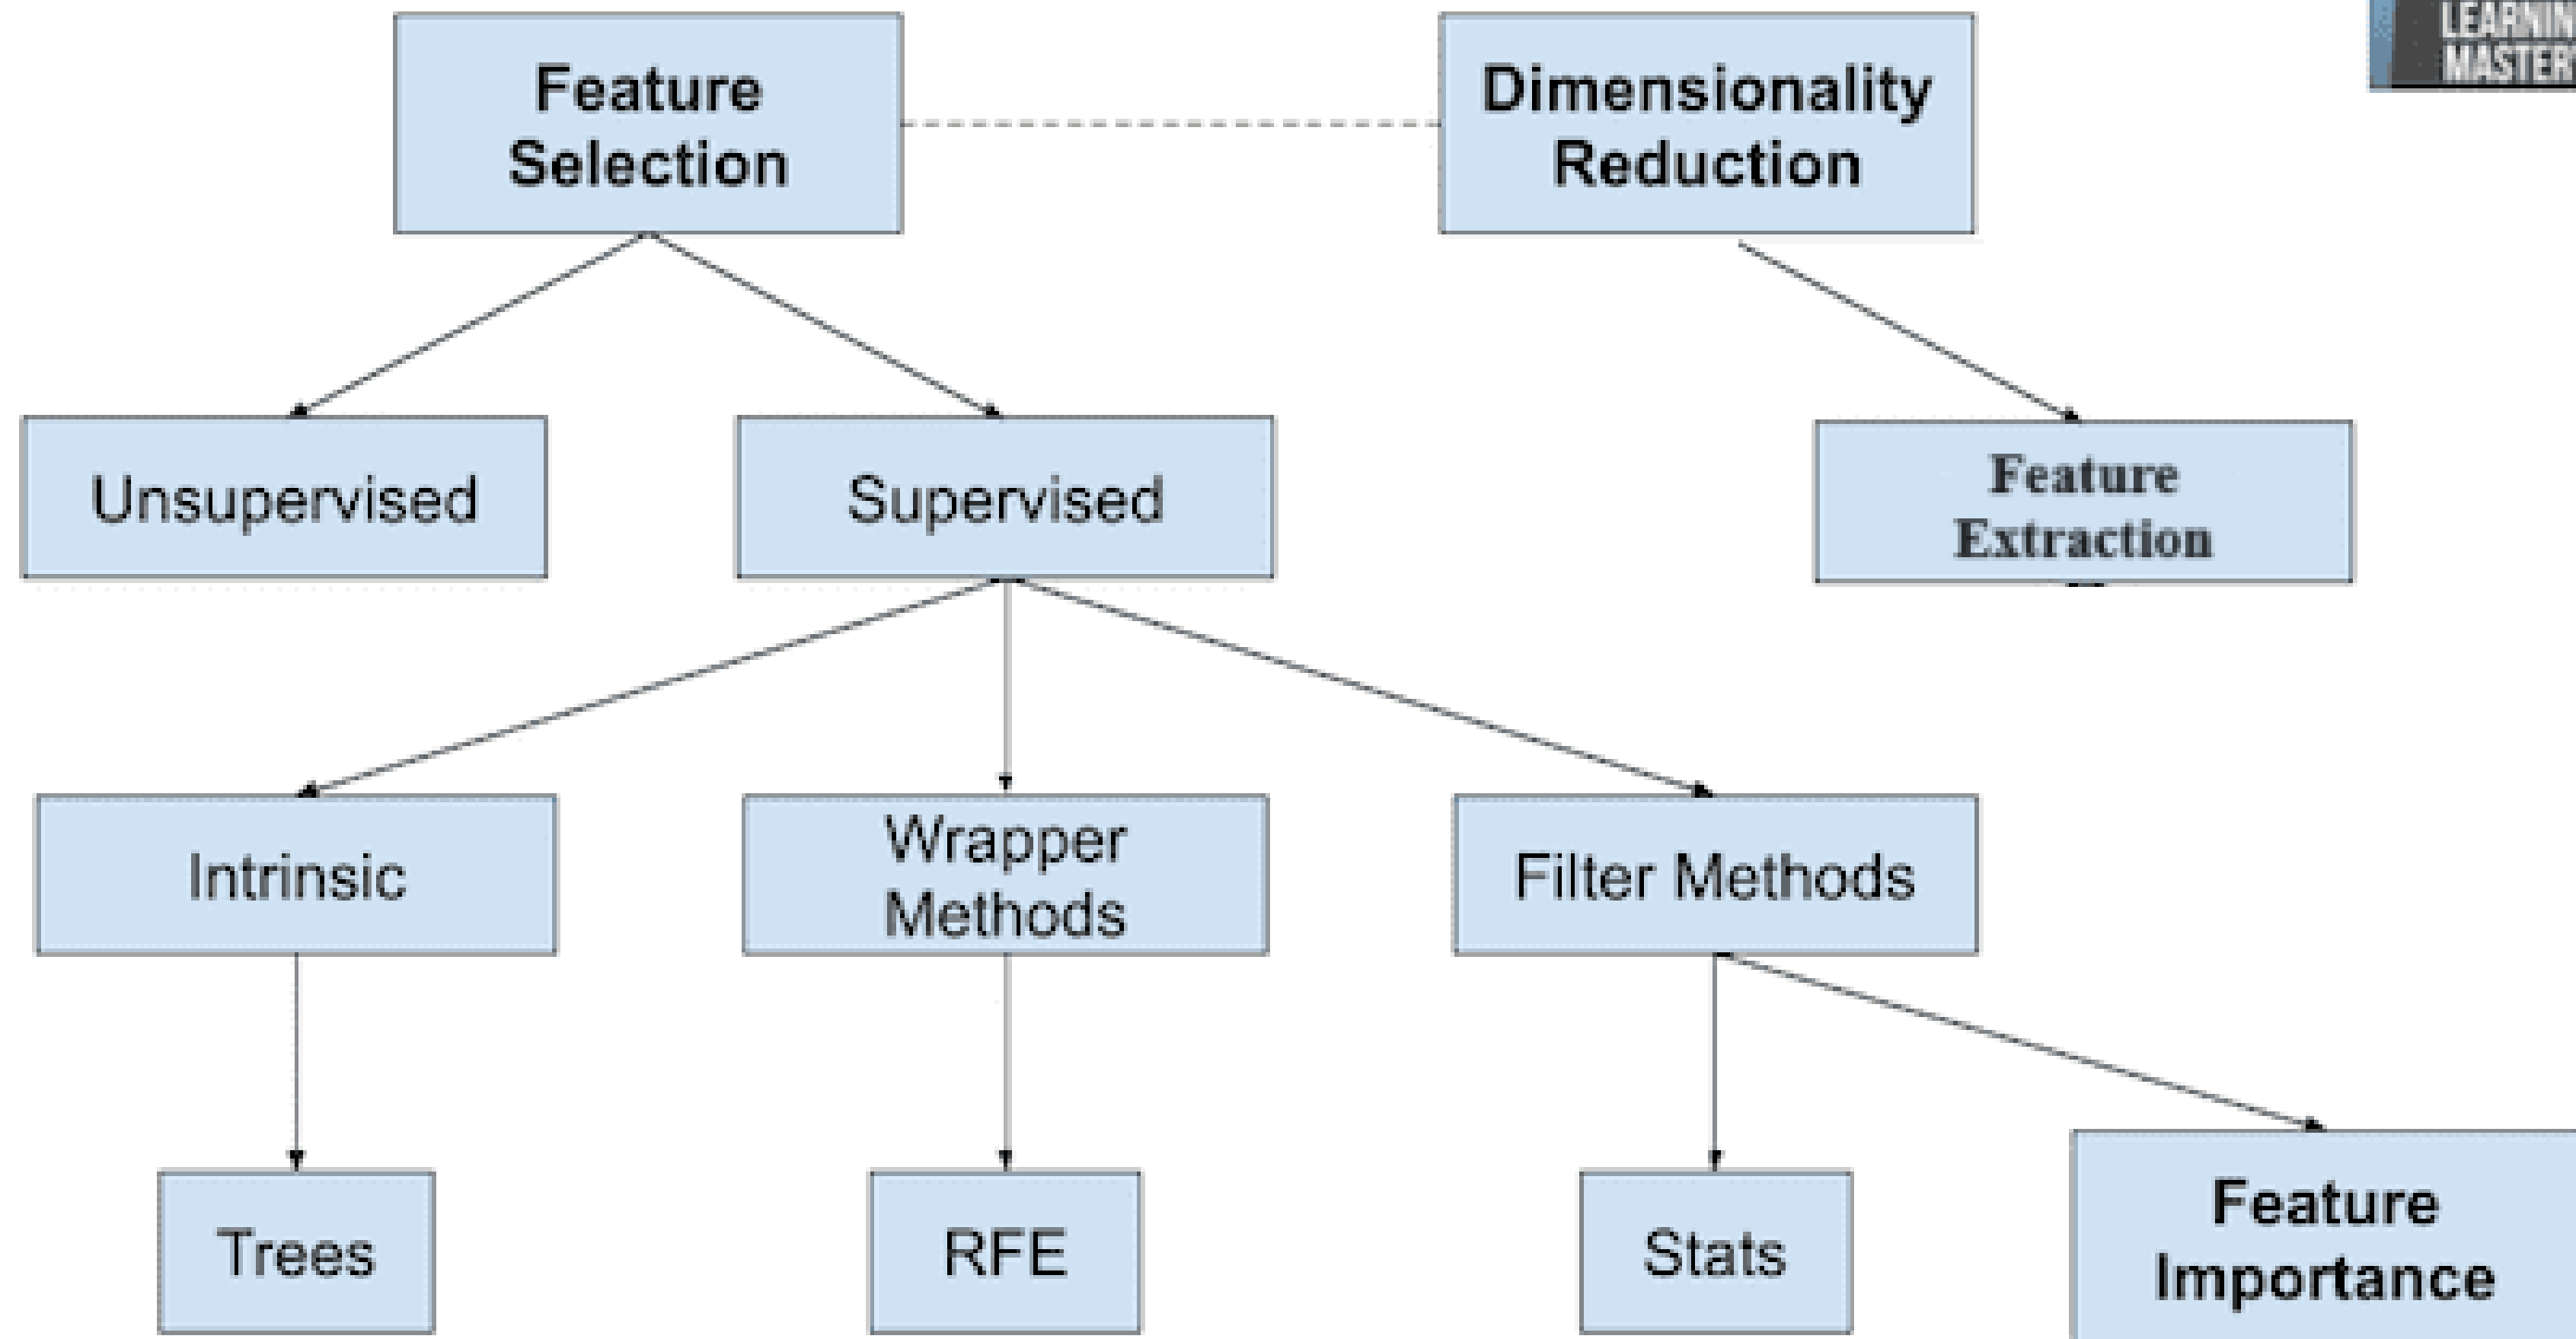 Feature
Selection
Dimensionality
Reduction
Unsupervised
Supervised
Feature
Extraction
Intrinsic
Wrapper
Methods
Filter Methods
Trees
RFE
Stats
Feature
Importance